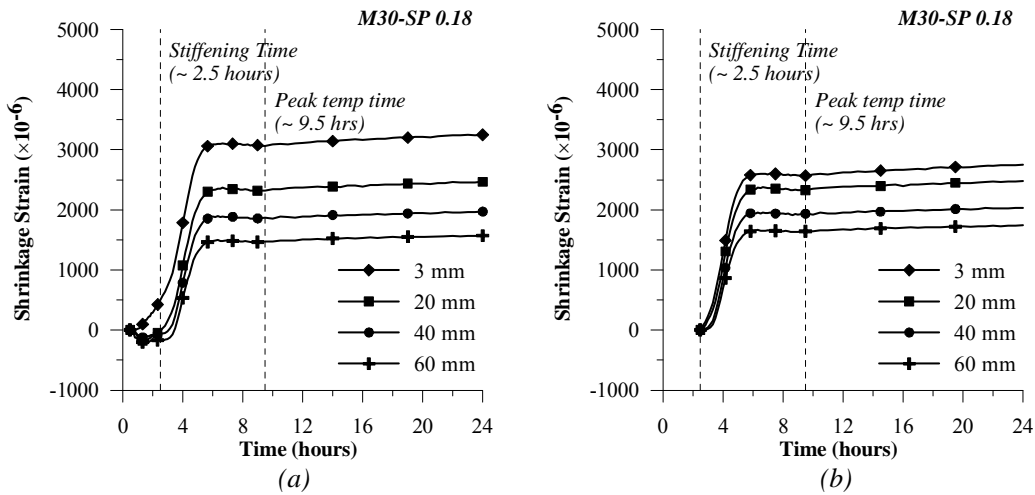 M30-SP 0.18
5000
4000
3000
2000
1000
0
-1000
Shrinkage Strain (×10-6)
Stiffening Time
(~ 2.5 hours)
Peak temp time
(~ 9.5 hrs)
3 mm
20 mm
40 mm
60 mm
0 4 8 12 16 20 24
Time (hours)
(a)
M30-SP 0.18
5000
4000
3000
2000
1000
0
-1000
Shrinkage Strain (×10-6)
Stiffening Time
(~ 2.5 hours)
Peak temp time
(~ 9.5 hrs)
3 mm
20 mm
40 mm
60 mm
0 4 8 12 16 20 24
Time (hours)
(b)